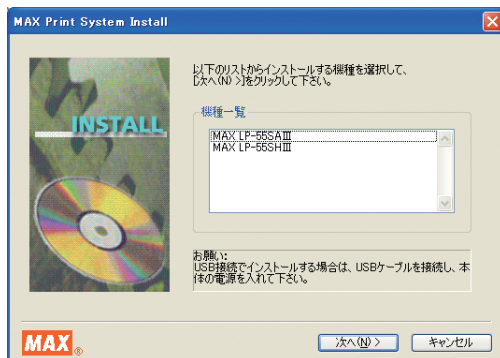 MAX Print System Install
以下のリストからインストールする機種を選択して、
[次へ(N) >]をクリックして下さい。
INSTALL
機種一覧
MAX LP-55SAⅢ
MAX LP-55SHⅢ
お願い:
USB接続でインストールする場合は、USBケーブルを接続し、本
体の電源を入れて下さい。
MAX®
次へ(N) >
キャンセル